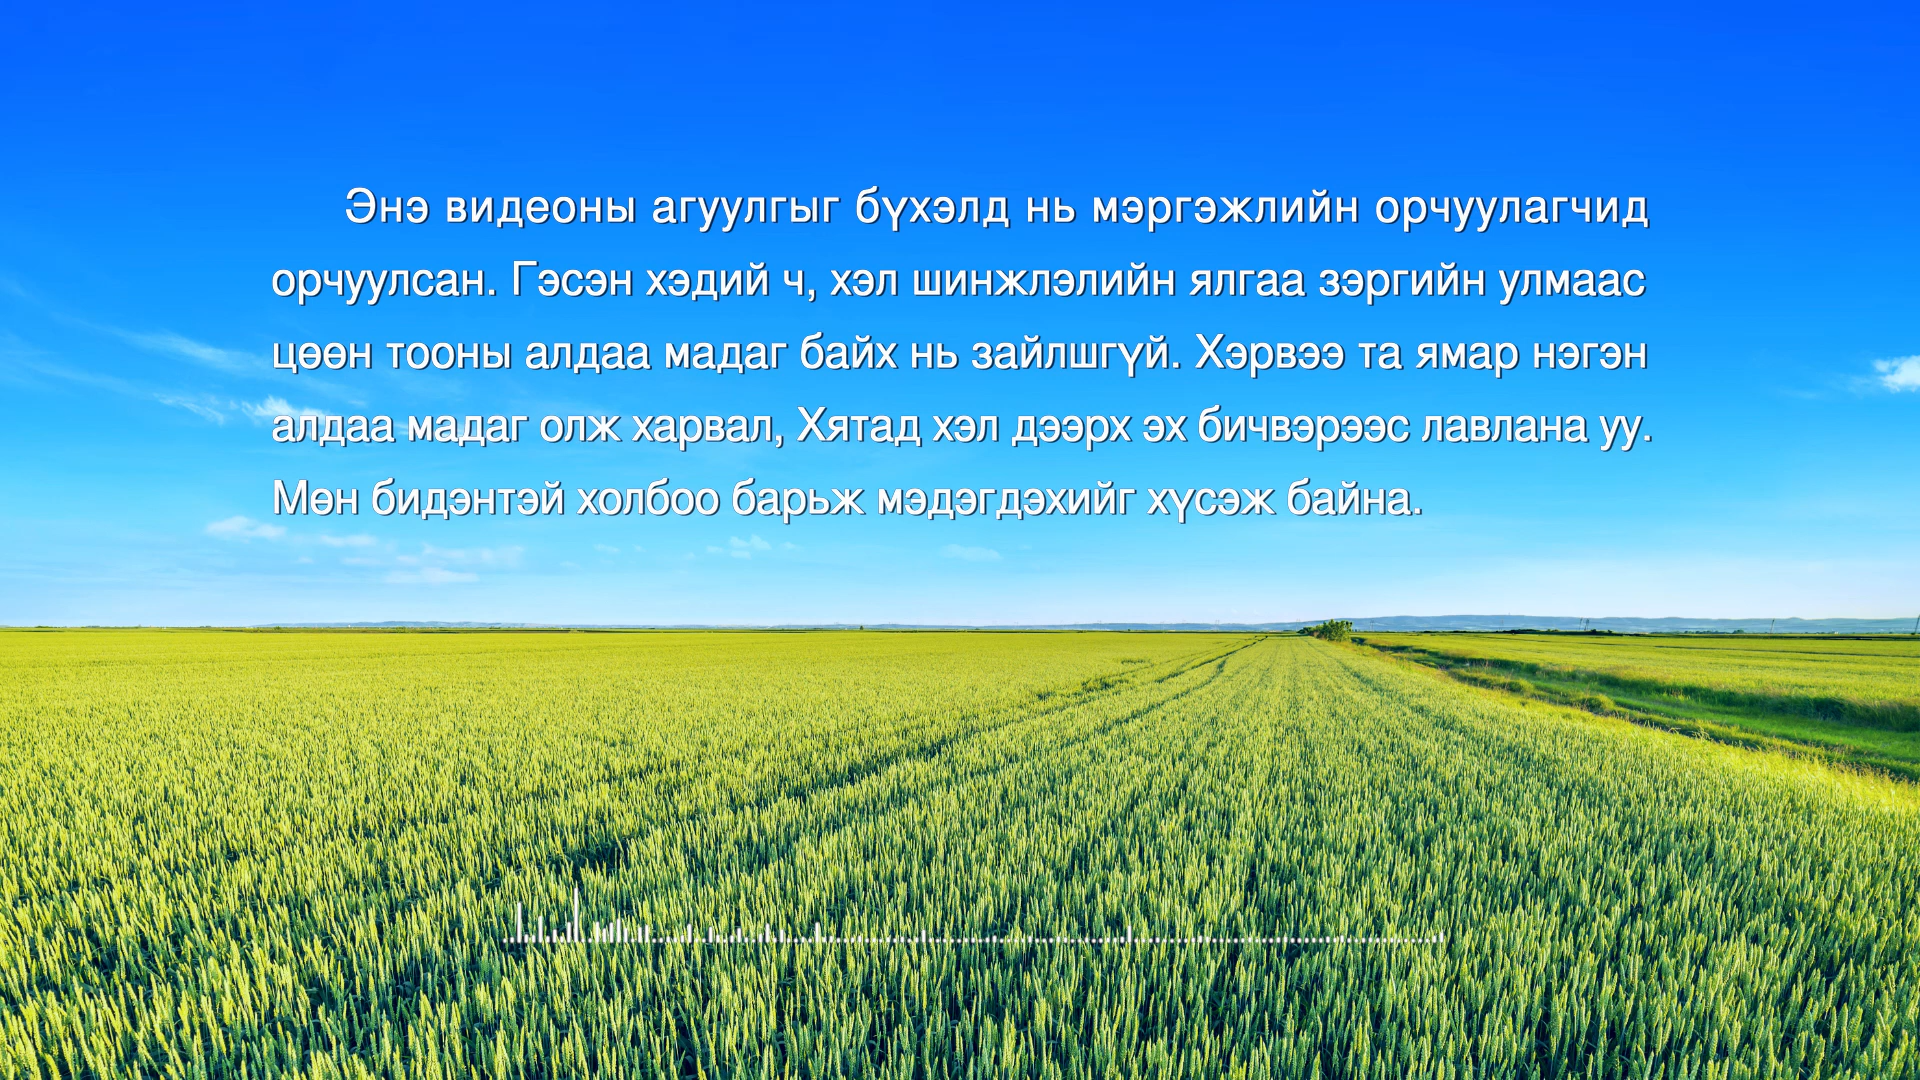 Энэ видеоны агуулгыг бүхэлд нь мэргэжлийн орчуулагчид
орчуулсан. Гэсэн хэдий ч, хэл шинжлэлийн ялгаа зэргийн улмаас
цөөн тооны алдаа мадаг байх нь зайлшгүй. Хэрвээ та ямар нэгэн
алдаа мадаг олж харвал, Хятад хэл дээрх эх бичвэрээс лавлана уу.
Мөн бидэнтэй холбоо барьж мэдэгдэхийг хүсэж байна.